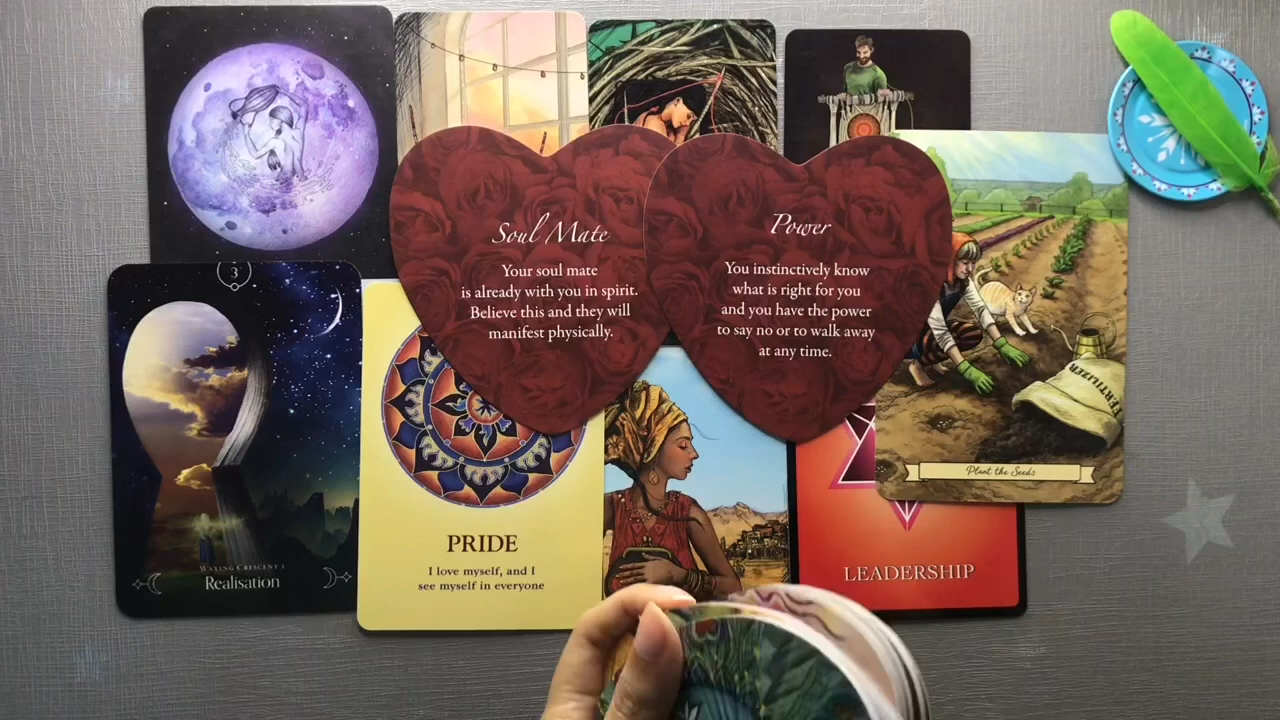 Soul Mate
Your soul mate
is already with you in spirit.
Believe this and they will
manifest physically.
Power
You instinctively know
what is right for you
and you have the power
to say no or to walk away
at any time.
3
WAXING CRESCENT 1
Realisation
PRIDE
I love myself, and I
see myself in everyone
LEADERSHIP
FERTILIZER
Plant the Seeds